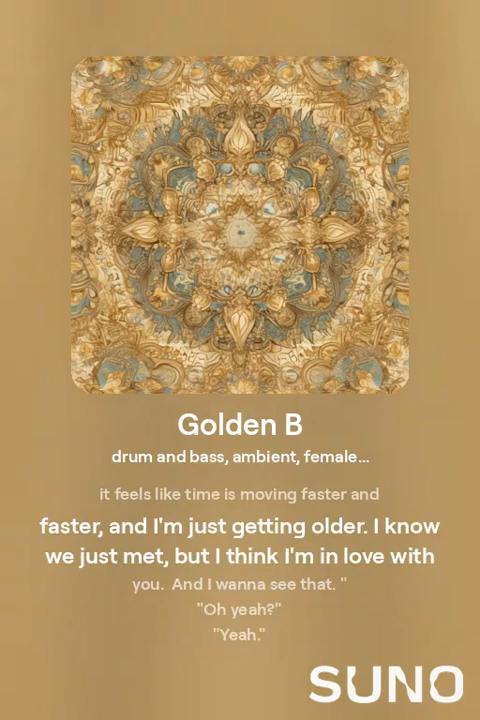 Golden B
drum and bass, ambient, female...
it feels like time is moving faster and
faster, and I'm just getting older. I know
we just met, but I think I'm in love with
you.  And I wanna see that. "
"Oh yeah?"
"Yeah."
SUNO